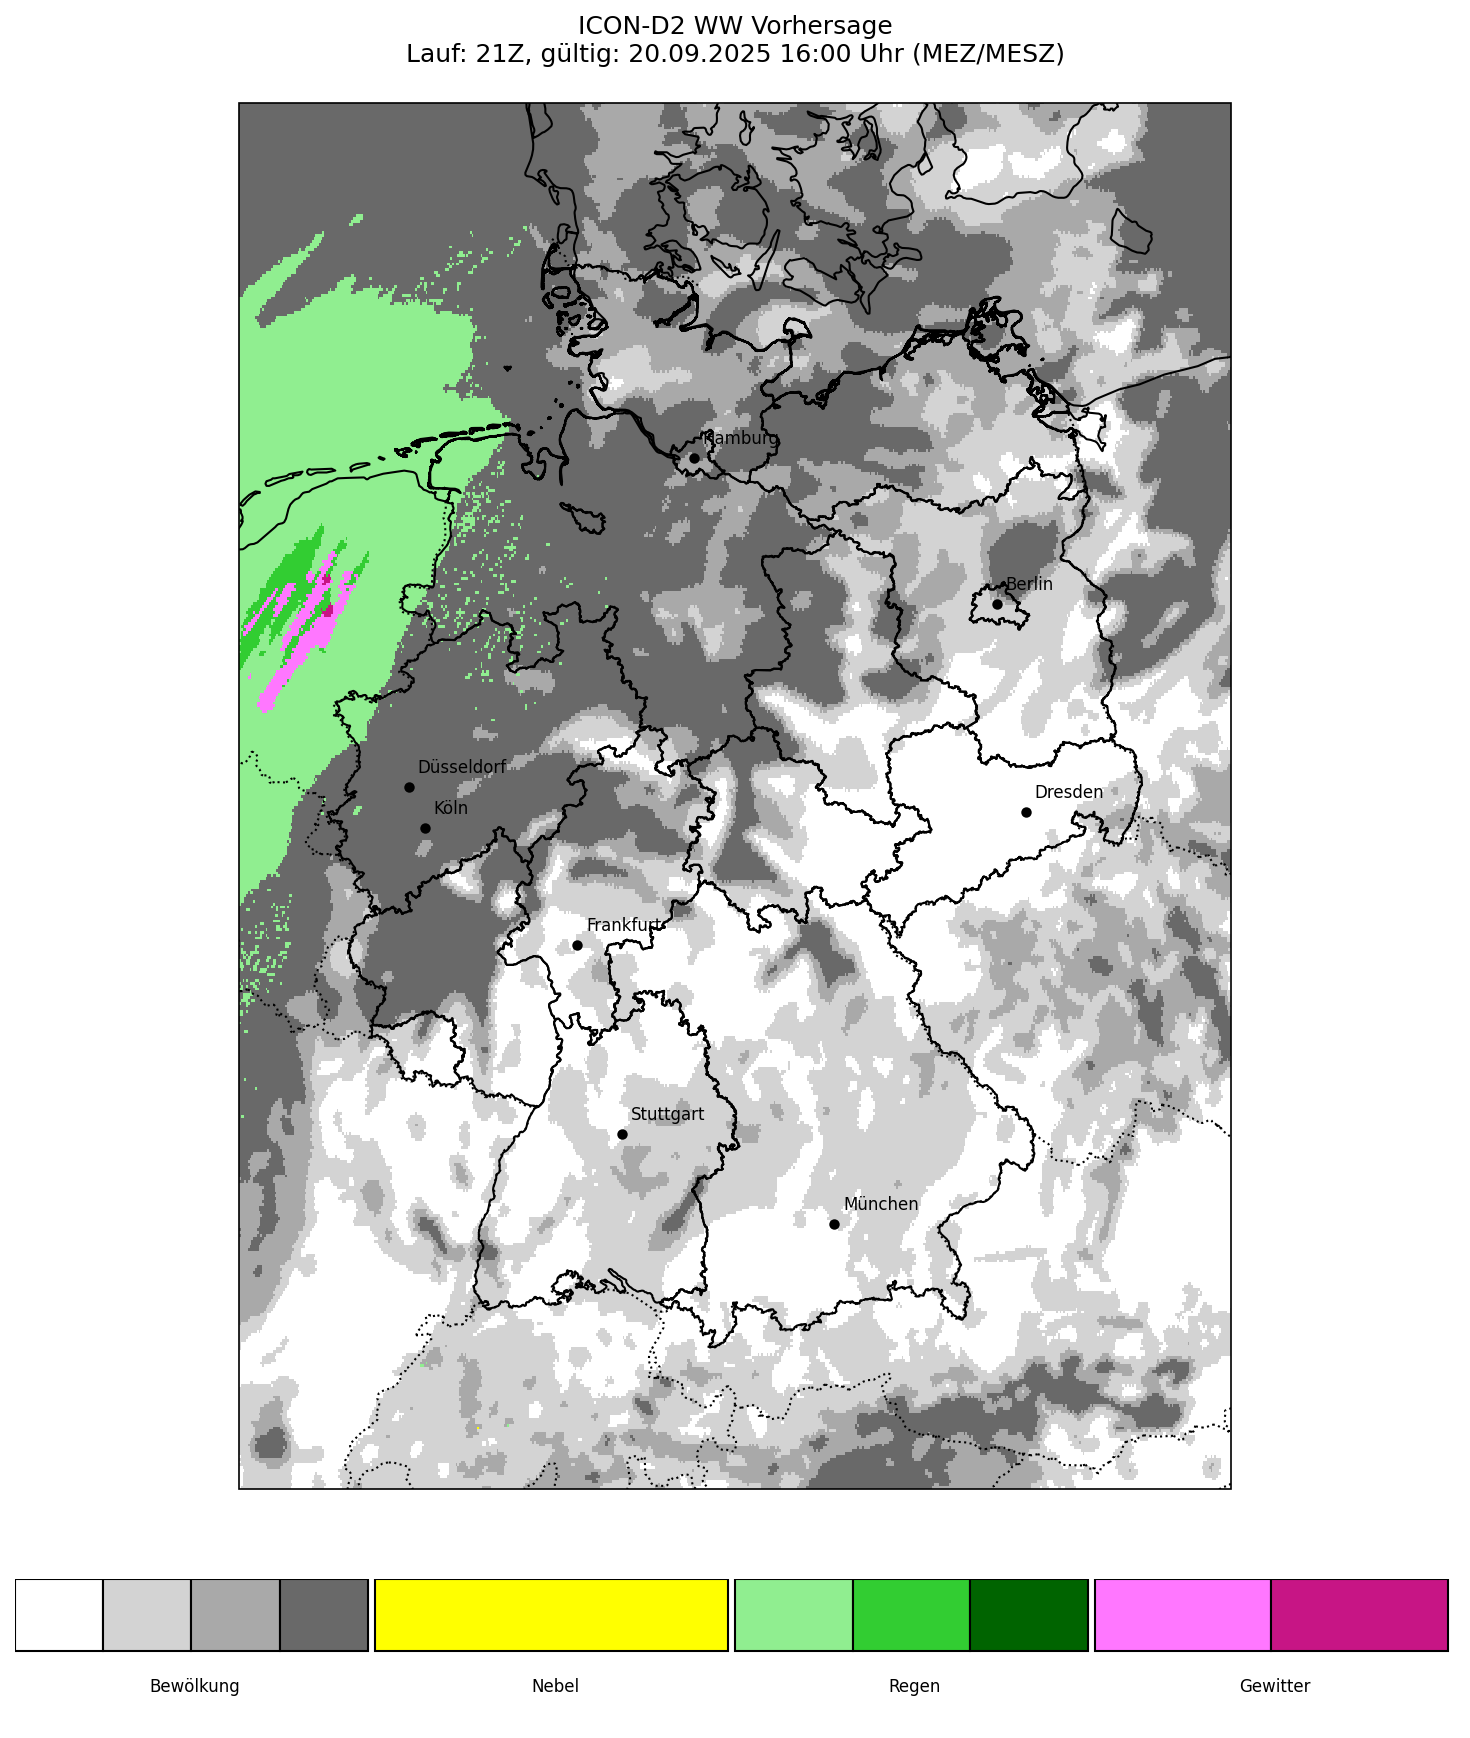 ICON-D2 WW Vorhersage
Lauf: 21Z, gültig: 20.09.2025 16:00 Uhr (MEZ/MESZ)
Hamburg
Berlin
Düsseldorf
Köln
Dresden
Frankfurt
Stuttgart
München
Bewölkung
Nebel
Regen
Gewitter